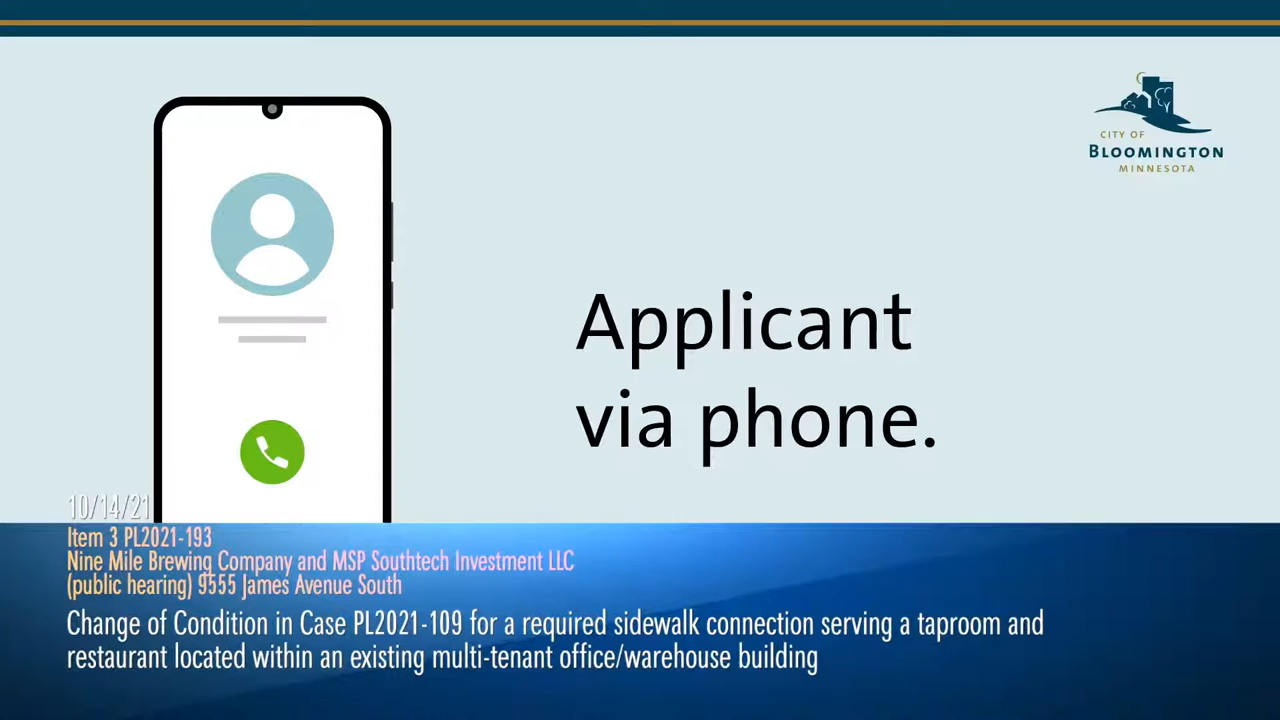 CITY OF
BLOOMINGTON
MINNESOTA
Applicant
via phone.
10/14/21
Item 3 PL2021-193
Nine Mile Brewing Company and MSP Southtech Investment LLC
(public hearing) 9555 James Avenue South
Change of Condition in Case PL2021-109 for a required sidewalk connection serving a taproom and
restaurant located within an existing multi-tenant office/warehouse building